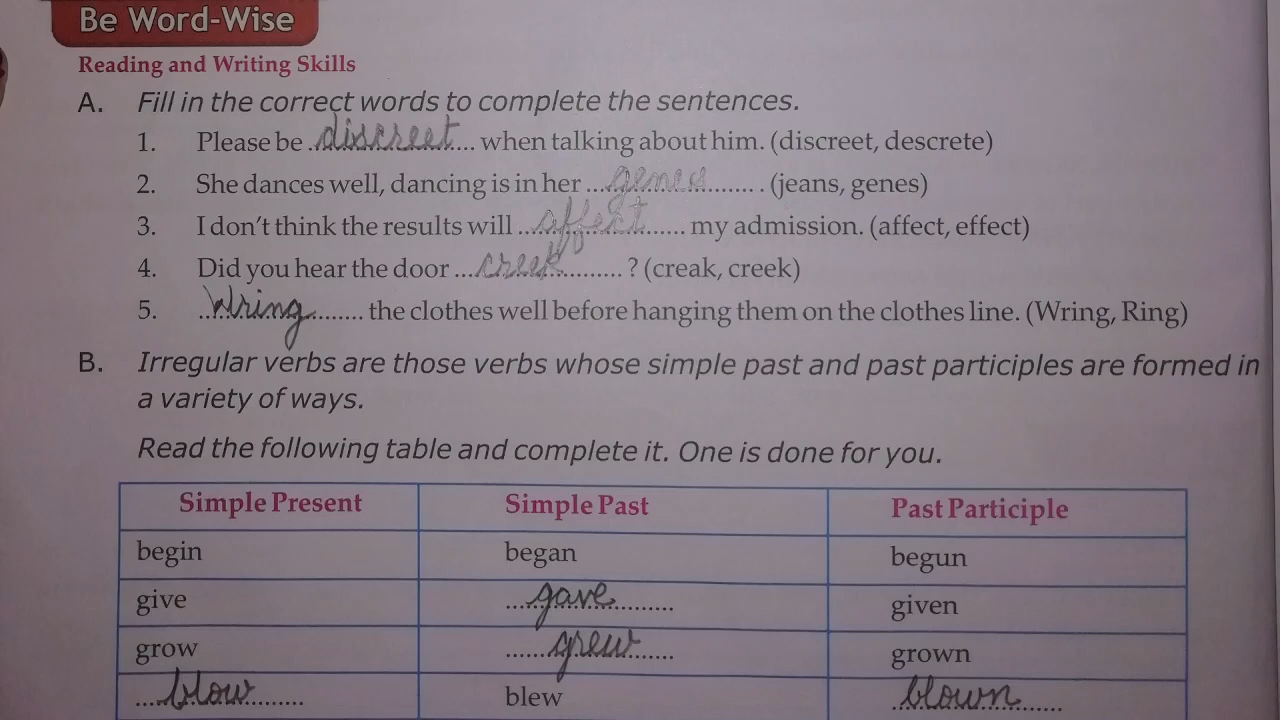 Be Word-Wise
Reading and Writing Skills
A. Fill in the correct words to complete the sentences.
1. Please be ..discreet.. when talking about him. (discreet, descrete)
2. She dances well, dancing is in her ...genes........ . (jeans, genes)
3. I don't think the results will ..affect...... my admission. (affect, effect)
4. Did you hear the door ...creek......... ? (creak, creek)
5. ..Wring........ the clothes well before hanging them on the clothes line. (Wring, Ring)
B. Irregular verbs are those verbs whose simple past and past participles are formed in
a variety of ways.
Read the following table and complete it. One is done for you.
Simple Present Simple Past Past Participle
begin began begun
give ...gave......... given
grow ......grew...... grown
....blow......... blew ..blown......